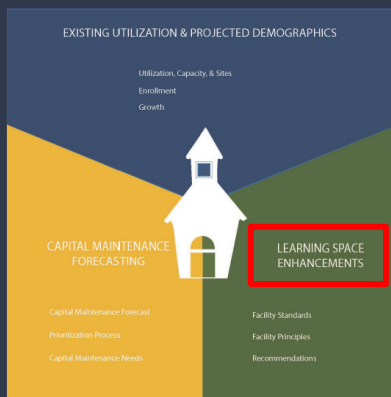 EXISTING UTILIZATION & PROJECTED DEMOGRAPHICS
Utilization, Capacity, & Sites
Enrollment
Growth
CAPITAL MAINTENANCE
FORECASTING
Capital Maintenance Forecast
Prioritization Process
Capital Maintenance Needs
LEARNING SPACE
ENHANCEMENTS
Facility Standards
Facility Principles
Recommendations